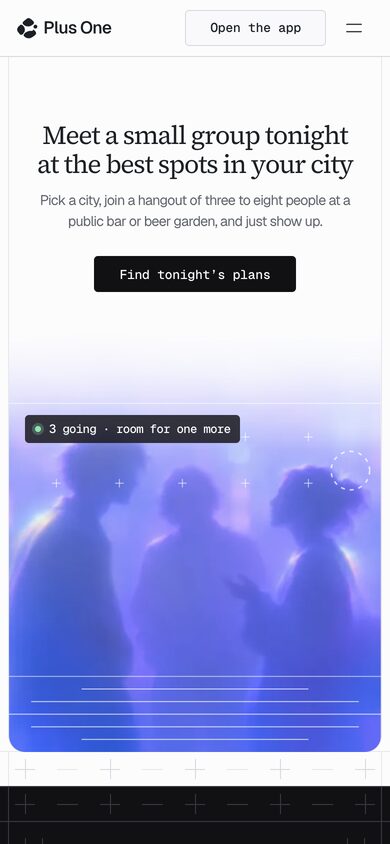 Plus One
Open the app
Meet a small group tonight
at the best spots in your city
Pick a city, join a hangout of three to eight people at a
public bar or beer garden, and just show up.
Find tonight's plans
3 going · room for one more